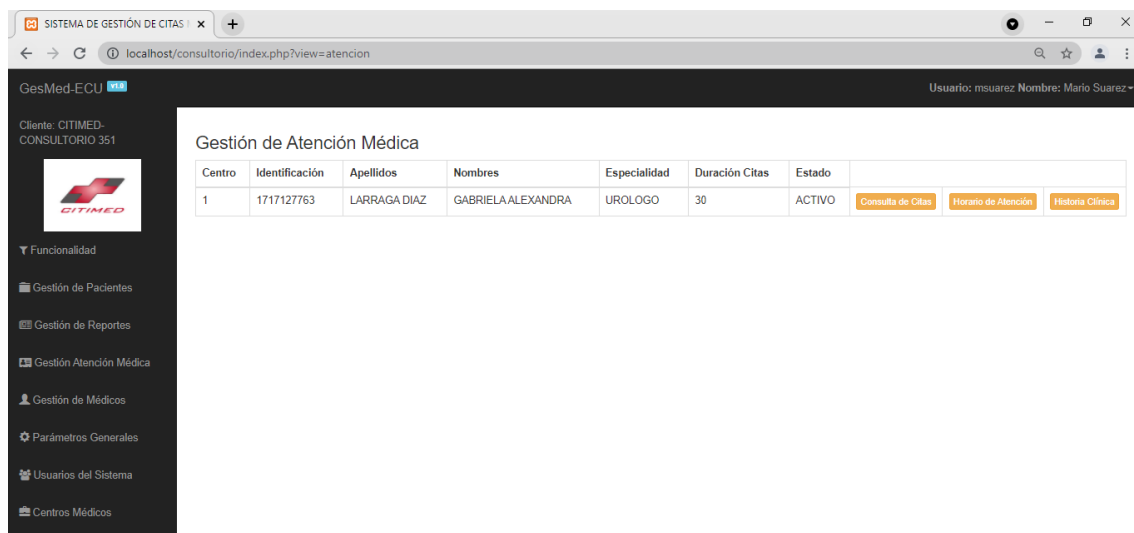 SISTEMA DE GESTIÓN DE CITAS
localhost/consultorio/index.php?view=atencion
GesMed-ECU v1.0
Usuario: msuarez Nombre: Mario Suarez
Cliente: CITIMED-
CONSULTORIO 351
CITIMED
Funcionalidad
Gestión de Pacientes
Gestión de Reportes
Gestión Atención Médica
Gestión de Médicos
Parámetros Generales
Usuarios del Sistema
Centros Médicos
Gestión de Atención Médica
Centro Identificación Apellidos Nombres Especialidad Duración Citas Estado
1 1717127763 LARRAGA DIAZ GABRIELA ALEXANDRA UROLOGO 30 ACTIVO Consulta de Citas Horario de Atención Historia Clínica